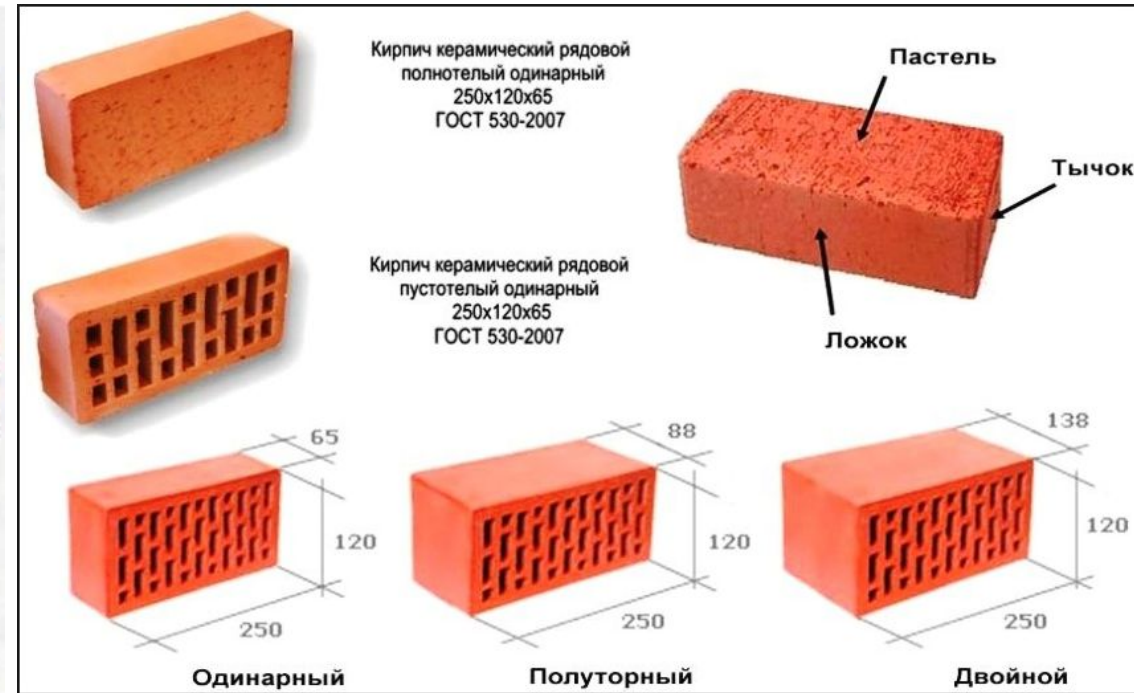 Кирпич керамический рядовой
полнотелый одинарный
250х120х65
ГОСТ 530-2007
Пастель
Тычок
Ложок
Кирпич керамический рядовой
пустотелый одинарный
250х120х65
ГОСТ 530-2007
65
120
250
Одинарный
88
120
250
Полуторный
138
120
250
Двойной